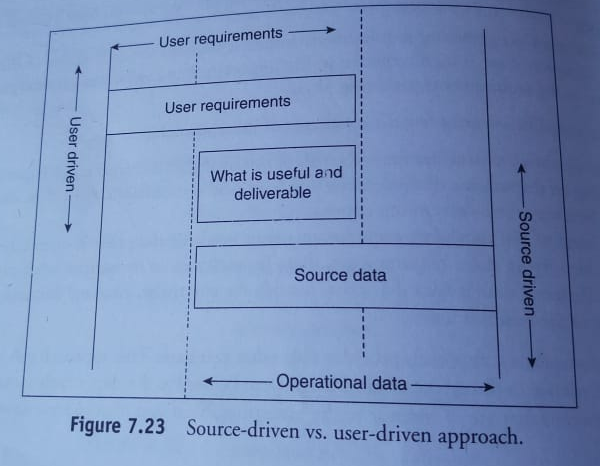 User requirements
User requirements
User driven
What is useful and
deliverable
Source data
Source driven
Operational data
Figure 7.23 Source-driven vs. user-driven approach.